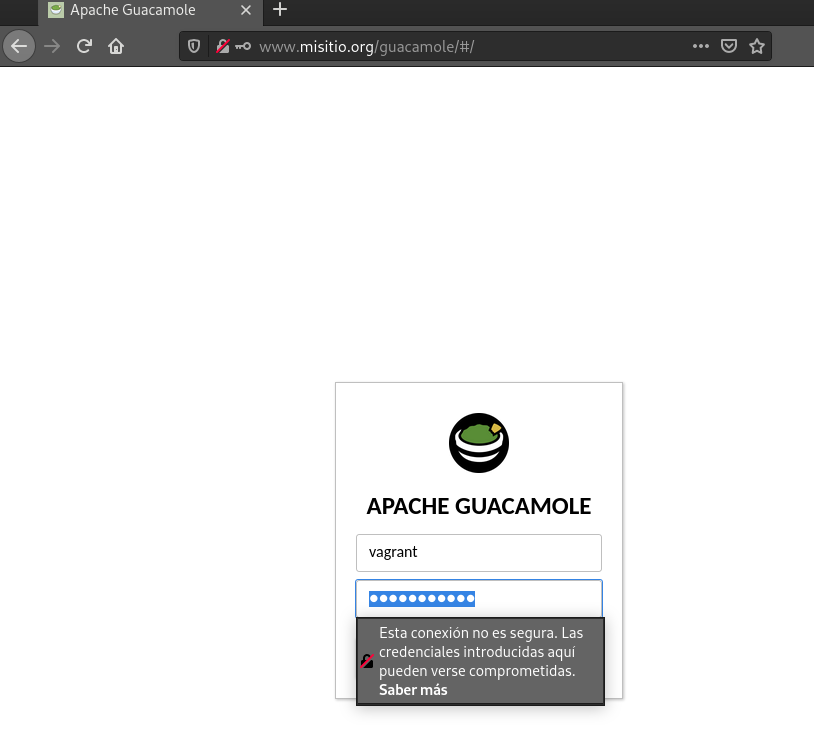 Apache Guacamole
www.misitio.org/guacamole/#/
APACHE GUACAMOLE
vagrant
●●●●●●●●●●●
Esta conexión no es segura. Las
credenciales introducidas aquí
pueden verse comprometidas.
Saber más